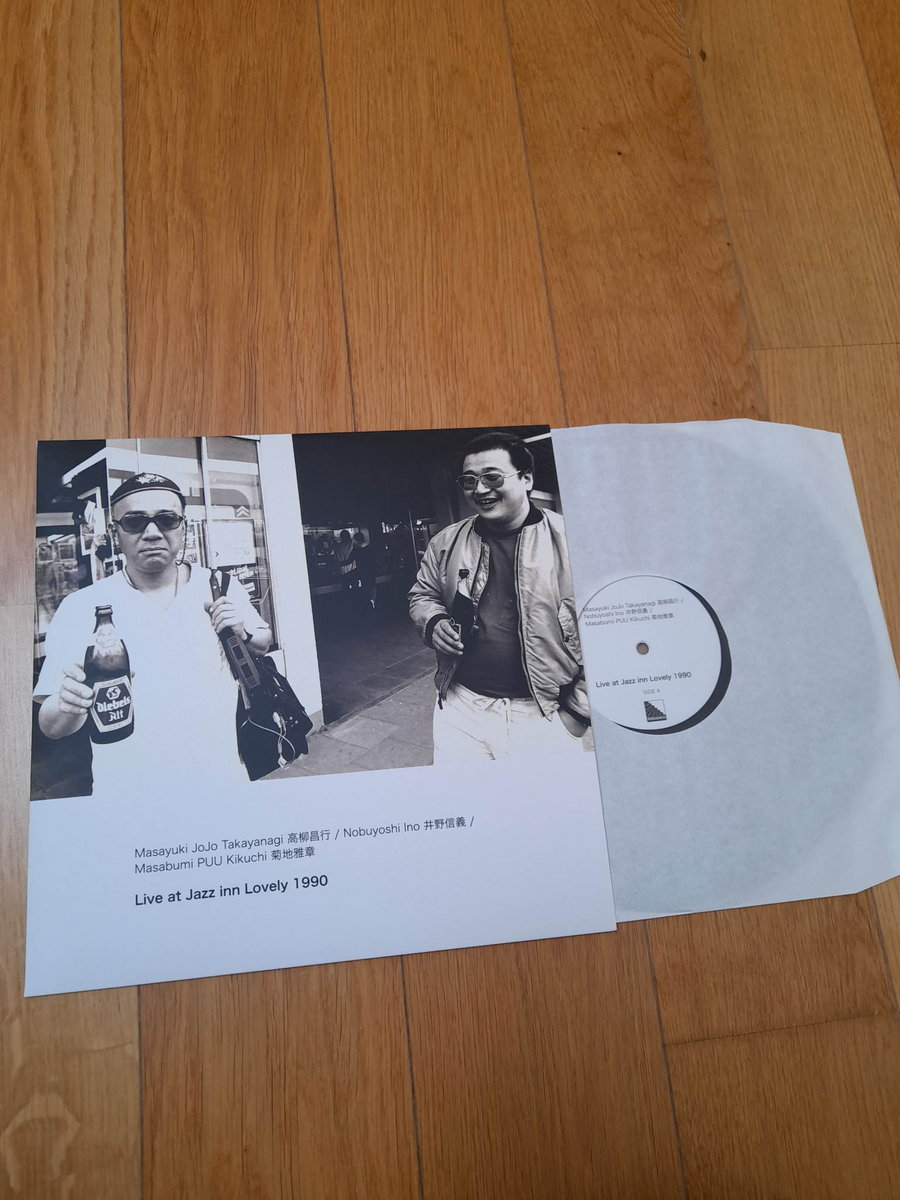 Diebels
Alt
Masayuki JoJo Takayanagi 高柳昌行 / Nobuyoshi Ino 井野信義 /
Masabumi PUU Kikuchi 菊地雅章
Live at Jazz inn Lovely 1990
Masayuki JoJo Takayanagi 高柳昌行 /
Nobuyoshi Ino 井野信義 /
Masabumi PUU Kikuchi 菊地雅章
Live at Jazz inn Lovely 1990
SIDE A